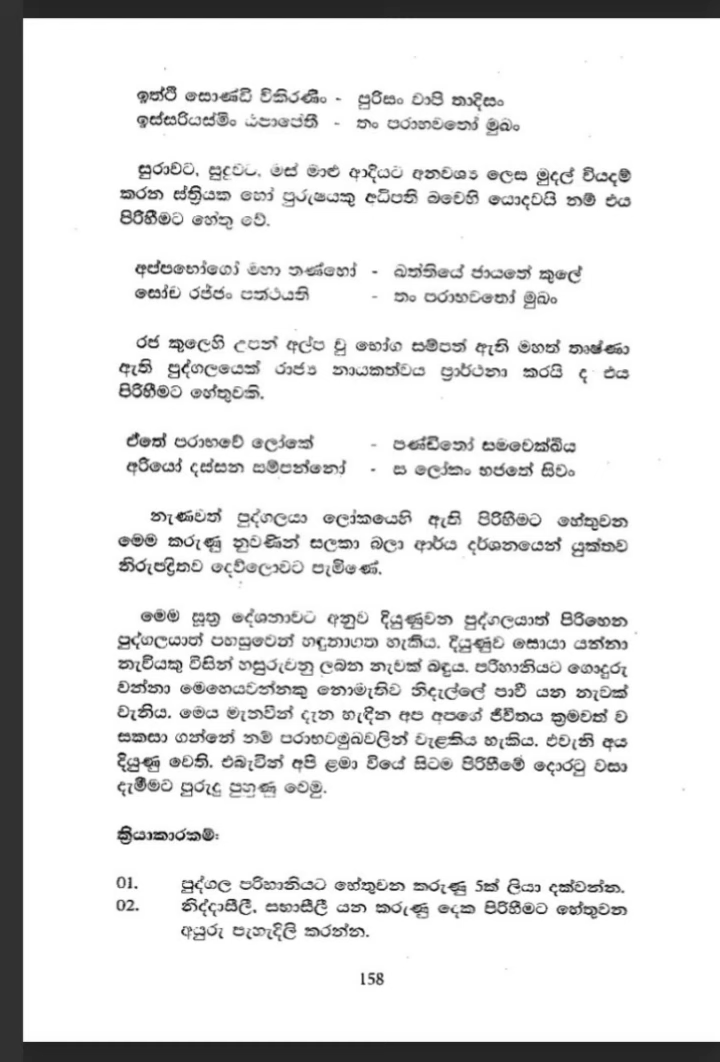 ඉත්ථි සොණ්ඩි විකිරණීං - පුරිසං වාපි තාදිසං
ඉස්සරියස්මිං ඨපාපේති - තං පරාභවතෝ මුඛං
සුරාවට, සූදුවට, මස් මාළු ආදියට අනවශ්‍ය ලෙස මුදල් වියදම්
කරන ස්ත්‍රියක හෝ පුරුෂයකු අධිපති බවෙහි යොදවයි නම් එය
පිරිහීමට හේතු වේ.
අප්පභෝගෝ මහා තණ්හෝ - ඛත්තියේ ජායතේ කුලේ
සෝච රජ්ජං පත්ථයති - තං පරාභවතෝ මුඛං
රජ කුලෙහි උපන් අල්ප වූ භෝග සම්පත් ඇති මහත් තෘෂ්ණා
ඇති පුද්ගලයෙක් රාජ්‍ය නායකත්වය ප්‍රාර්ථනා කරයි ද එය
පිරිහීමට හේතුවකි.
ඒතේ පරාභවේ ලෝකේ - පණ්ඩිතෝ සමවෙක්ඛිය
අරියෝ දස්සන සම්පන්නෝ - ස ලෝකං භජතේ සිවං
නැණවත් පුද්ගලයා ලෝකයෙහි ඇති පිරිහීමට හේතුවන
මෙම කරුණු නුවණින් සලකා බලා ආර්ය දර්ශනයෙන් යුක්තව
නිරුපද්‍රිතව දෙව්ලොවට පැමිණේ.
මෙම සූත්‍ර දේශනාවට අනුව දියුණුවන පුද්ගලයාත් පිරිහෙන
පුද්ගලයාත් පහසුවෙන් හඳුනාගත හැකිය. දියුණුව සොයා යන්නා
නැවියකු විසින් හසුරුවනු ලබන නැවක් බඳුය. පරිහානියට ගොදුරු
වන්නා මෙහෙයවන්නකු නොමැතිව නිදැල්ලේ පාවී යන නැවක්
වැනිය. මෙය මැනවින් දැන හැඳින අප අපගේ ජීවිතය ක්‍රමවත් ව
සකසා ගන්නේ නම් පරාභවමුඛවලින් වැළකිය හැකිය. එවැනි අය
දියුණු වෙති. එබැවින් අපි ළමා වියේ සිටම පිරිහීමේ දොරටු වසා
දැමීමට පුරුදු පුහුණු වෙමු.
ක්‍රියාකාරකම්:
01. පුද්ගල පරිහානියට හේතුවන කරුණු 5ක් ලියා දක්වන්න.
02. නිද්දාසීලී, සභාසීලී යන කරුණු දෙක පිරිහීමට හේතුවන
අයුරු පැහැදිලි කරන්න.
158